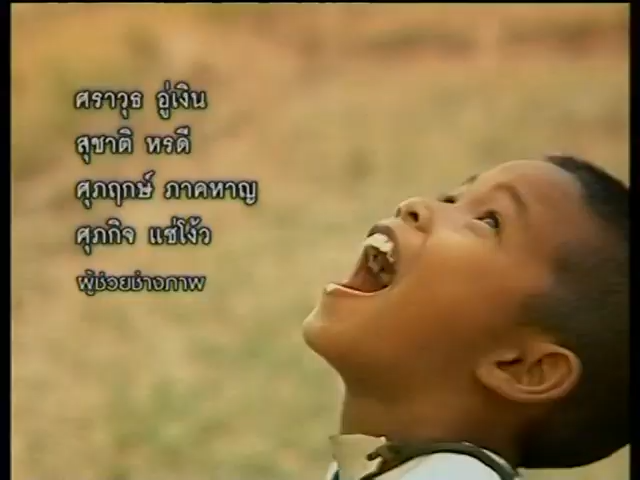 ศราวุธ อู่เงิน
สุชาติ หรดี
ศุภฤกษ์ ภาคหาญ
ศุภกิจ แซ่โง้ว
ผู้ช่วยช่างภาพ